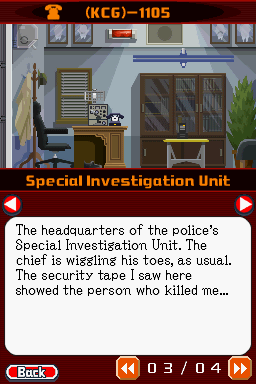 (KCG)–1105
Special Investigation Unit
The headquarters of the police's
Special Investigation Unit. The
chief is wiggling his toes, as usual.
The security tape I saw here
showed the person who killed me...
Back
03/04